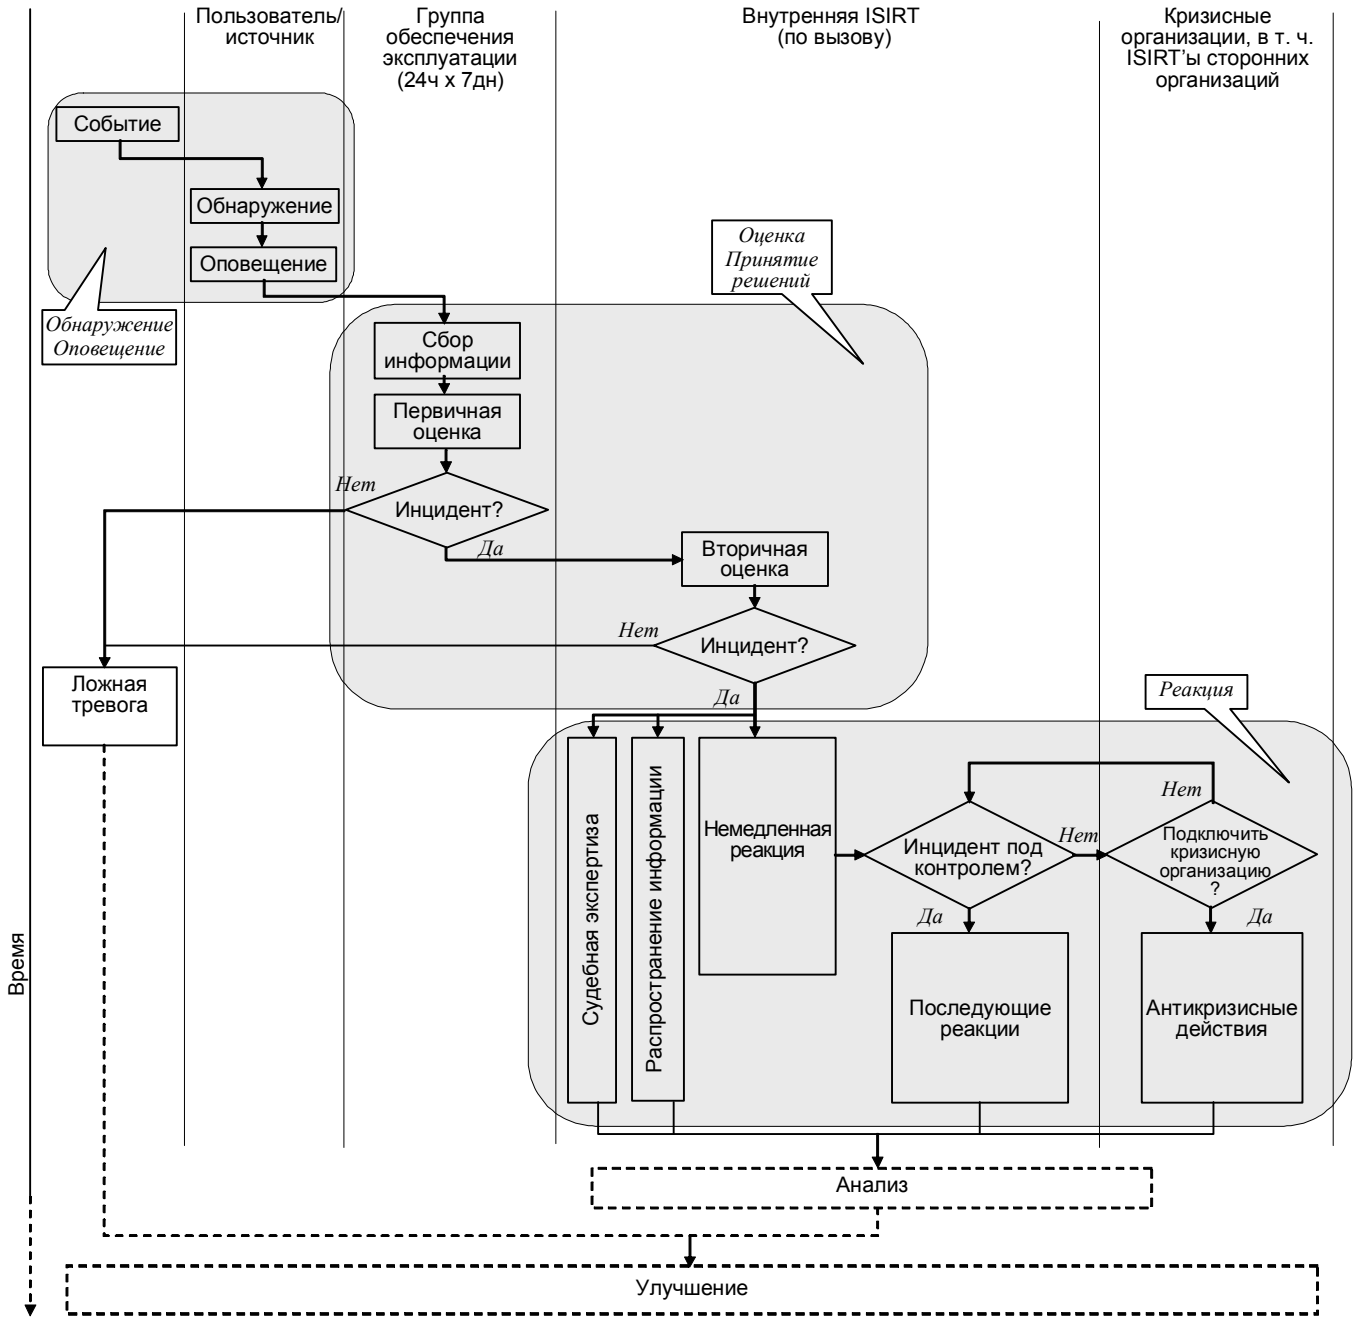 Пользователь/
источник
Группа
обеспечения
эксплуатации
(24ч x 7дн)
Внутренняя ISIRT
(по вызову)
Кризисные
организации, в т. ч.
ISIRT'ы сторонних
организаций
Событие
Обнаружение
Оповещение
Обнаружение
Оповещение
Оценка
Принятие
решений
Сбор
информации
Первичная
оценка
Нет
Инцидент?
Да
Вторичная
оценка
Нет
Инцидент?
Да
Ложная
тревога
Реакция
Судебная экспертиза
Распространение информации
Немедленная
реакция
Инцидент под
контролем?
Нет
Нет
Подключить
кризисную
организацию
?
Да
Да
Последующие
реакции
Антикризисные
действия
Время
Анализ
Улучшение